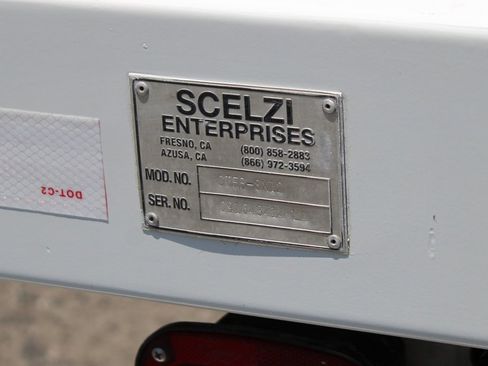 SCELZI
ENTERPRISES
FRESNO, CA (800) 858-2883
AZUSA, CA (866) 972-3594
MOD. NO.
SER. NO.
DOT-C2